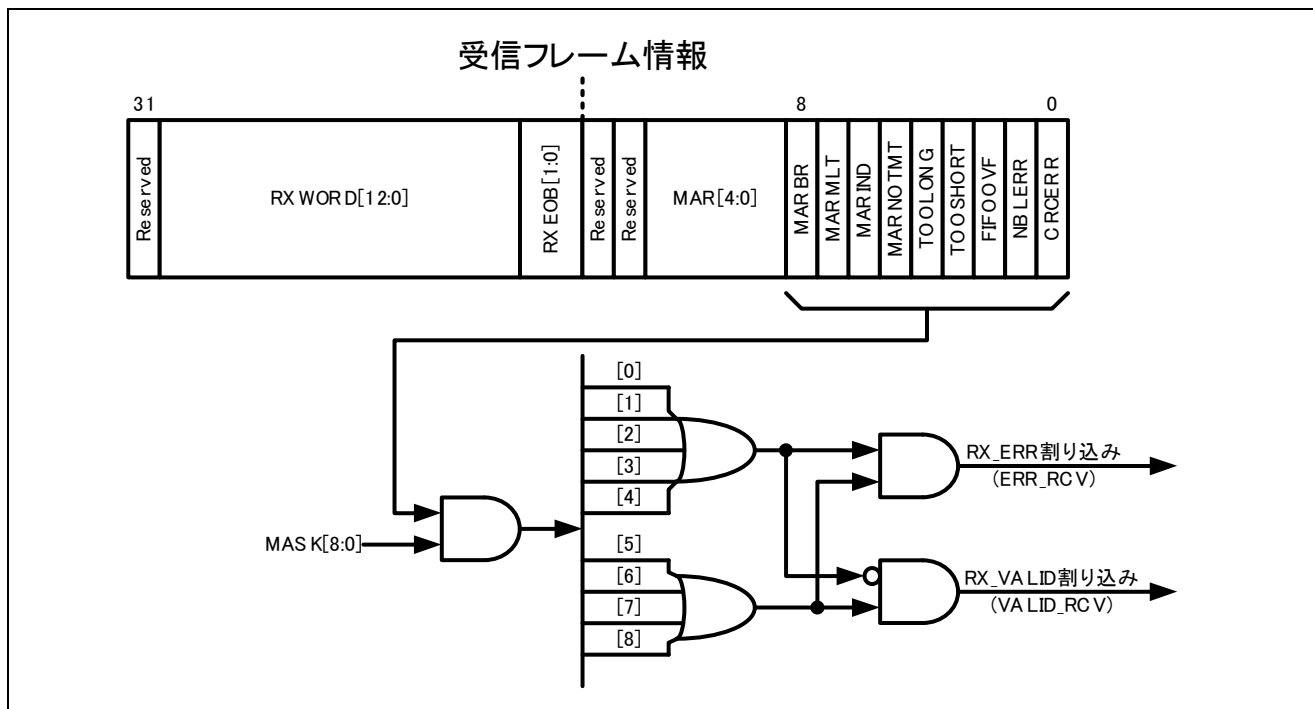 受信フレーム情報
31 8 0
Reserved
RXWORD[12:0]
RXEOB[1:0]
Reserved
Reserved
MAR[4:0]
MARBR
MARMLT
MARIND
MARNOTMT
TOOLONG
TOOSHORT
FIFOOVF
NBLERR
CRCERR
[0]
[1]
[2]
[3]
[4]
[5]
[6]
[7]
[8]
MASK[8:0]
RX_ERR割り込み
(ERR_RCV)
RX_VALID割り込み
(VALID_RCV)